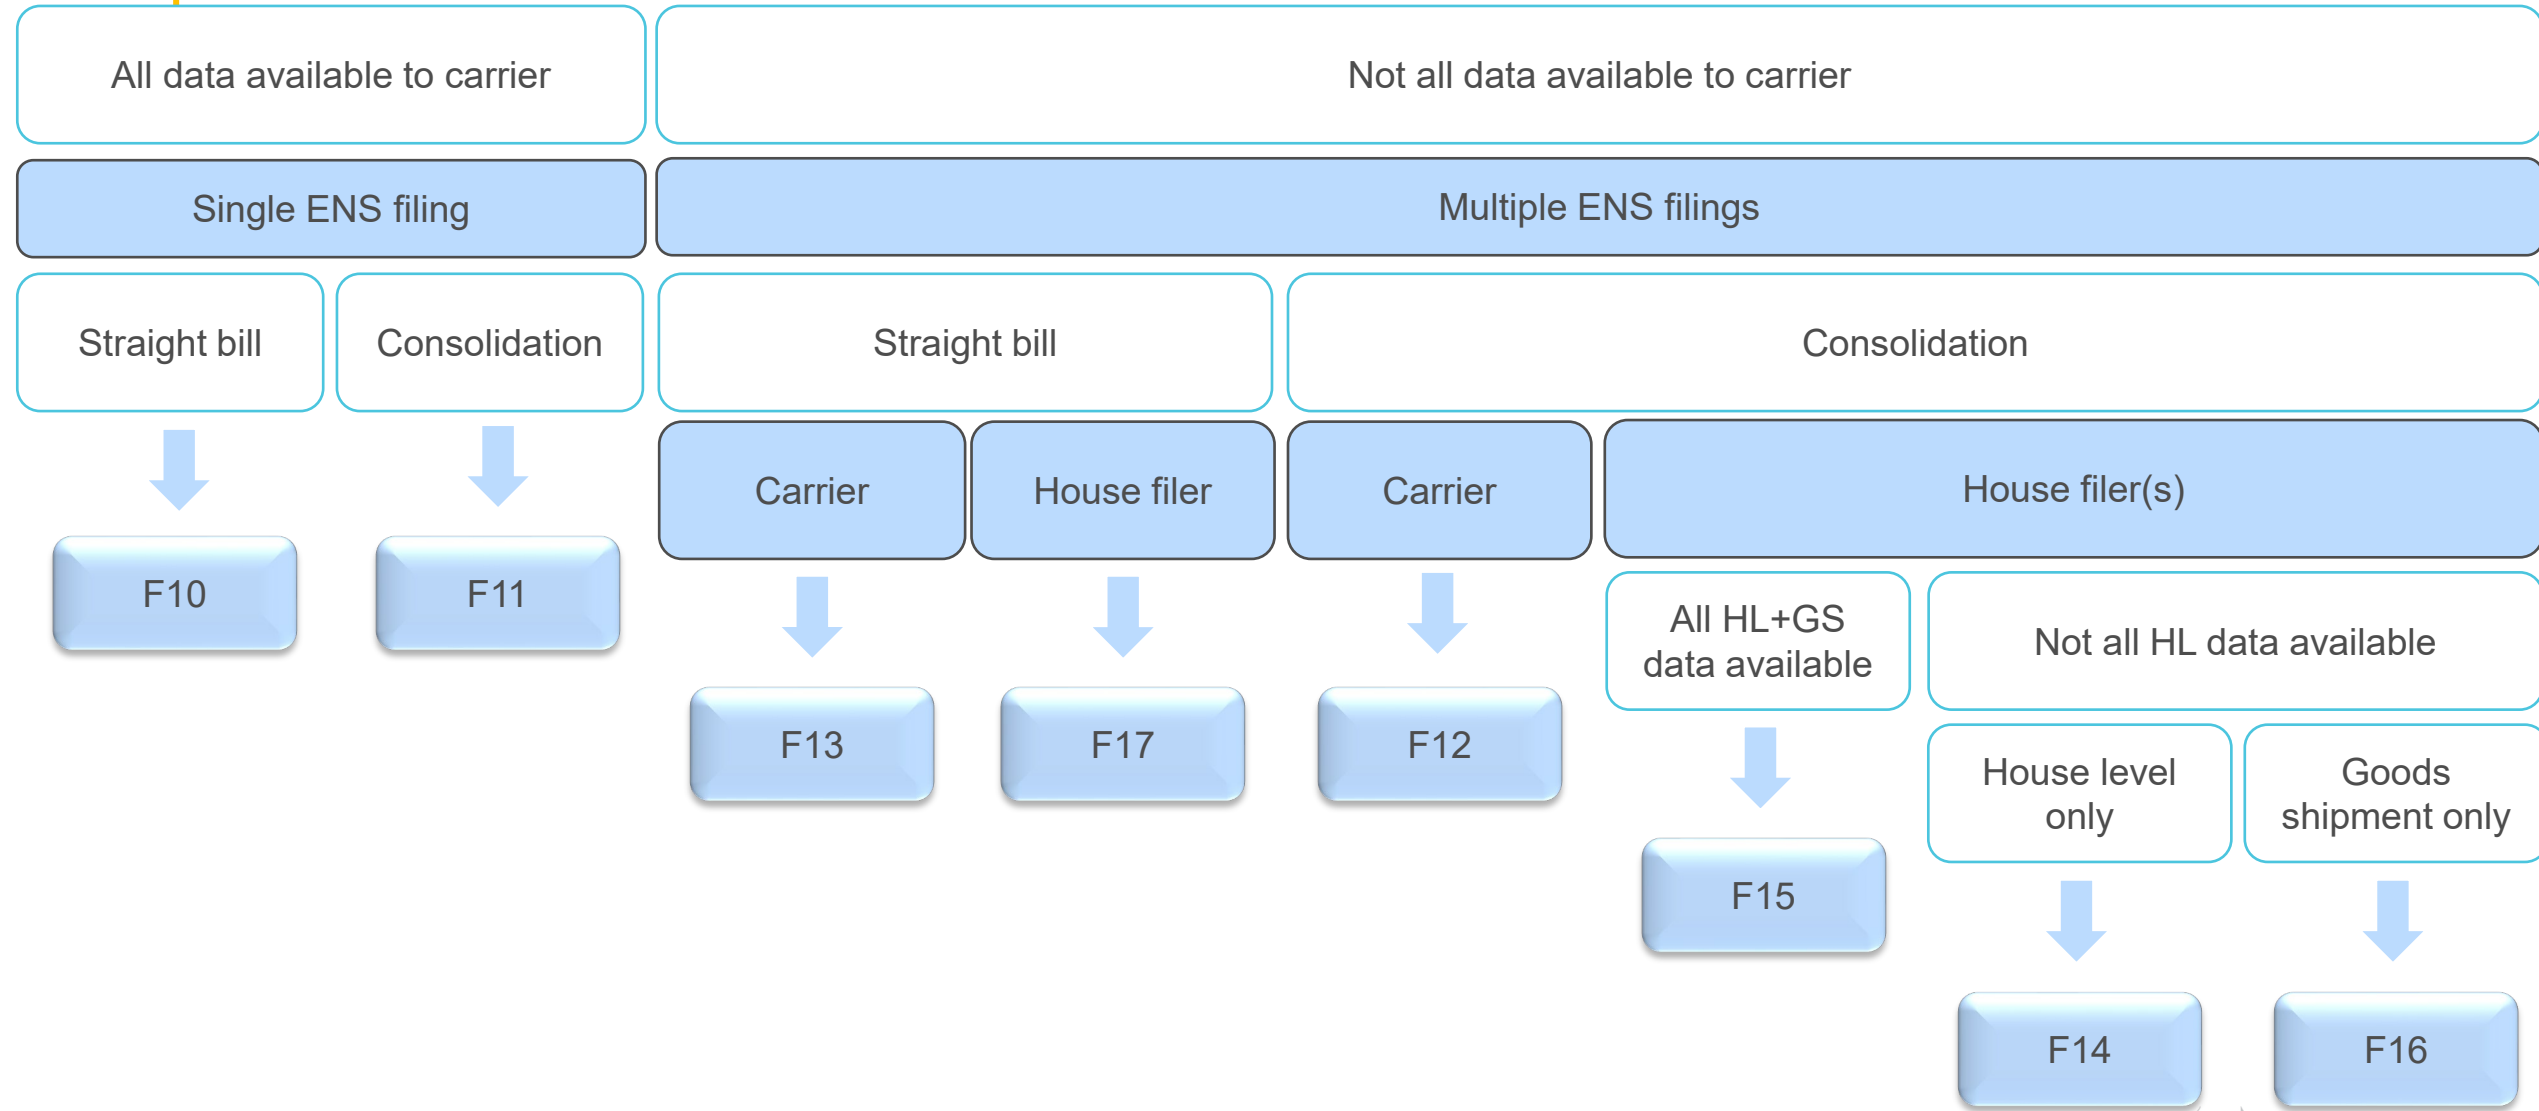 All data available to carrier
Not all data available to carrier
Single ENS filing
Multiple ENS filings
Straight bill
Consolidation
Straight bill
Consolidation
Carrier
House filer
Carrier
House filer(s)
F10
F11
All HL+GS
data available
Not all HL data available
F13
F17
F12
House level
only
Goods
shipment only
F15
F14
F16